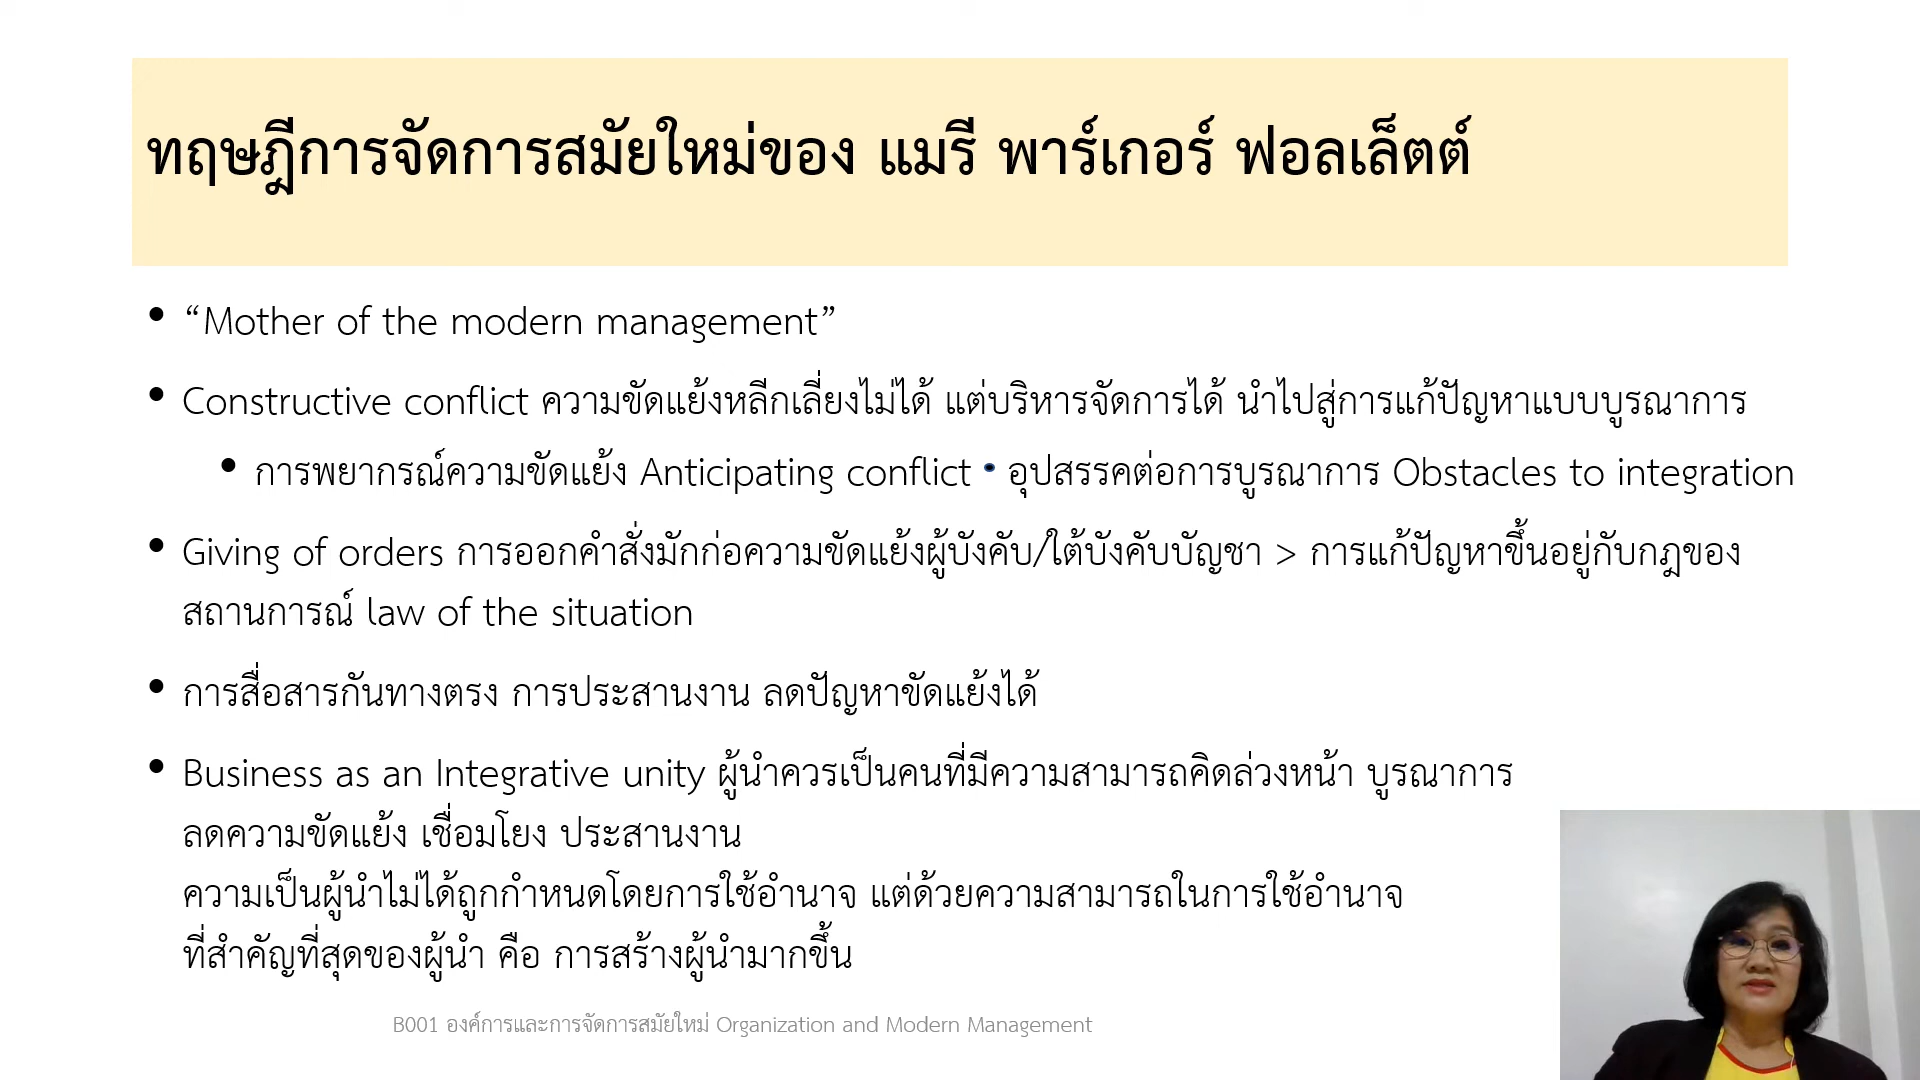 ทฤษฎีการจัดการสมัยใหม่ของ แมรี พาร์เกอร์ ฟอลเล็ตต์
• “Mother of the modern management”
• Constructive conflict ความขัดแย้งหลีกเลี่ยงไม่ได้ แต่บริหารจัดการได้ นำไปสู่การแก้ปัญหาแบบบูรณาการ
• การพยากรณ์ความขัดแย้ง Anticipating conflict • อุปสรรคต่อการบูรณาการ Obstacles to integration
• Giving of orders การออกคำสั่งมักก่อความขัดแย้งผู้บังคับ/ใต้บังคับบัญชา > การแก้ปัญหาขึ้นอยู่กับกฎของ
สถานการณ์ law of the situation
• การสื่อสารกันทางตรง การประสานงาน ลดปัญหาขัดแย้งได้
• Business as an Integrative unity ผู้นำควรเป็นคนที่มีความสามารถคิดล่วงหน้า บูรณาการ
ลดความขัดแย้ง เชื่อมโยง ประสานงาน
ความเป็นผู้นำไม่ได้ถูกกำหนดโดยการใช้อำนาจ แต่ด้วยความสามารถในการใช้อำนาจ
ที่สำคัญที่สุดของผู้นำ คือ การสร้างผู้นำมากขึ้น
B001 องค์การและการจัดการสมัยใหม่ Organization and Modern Management